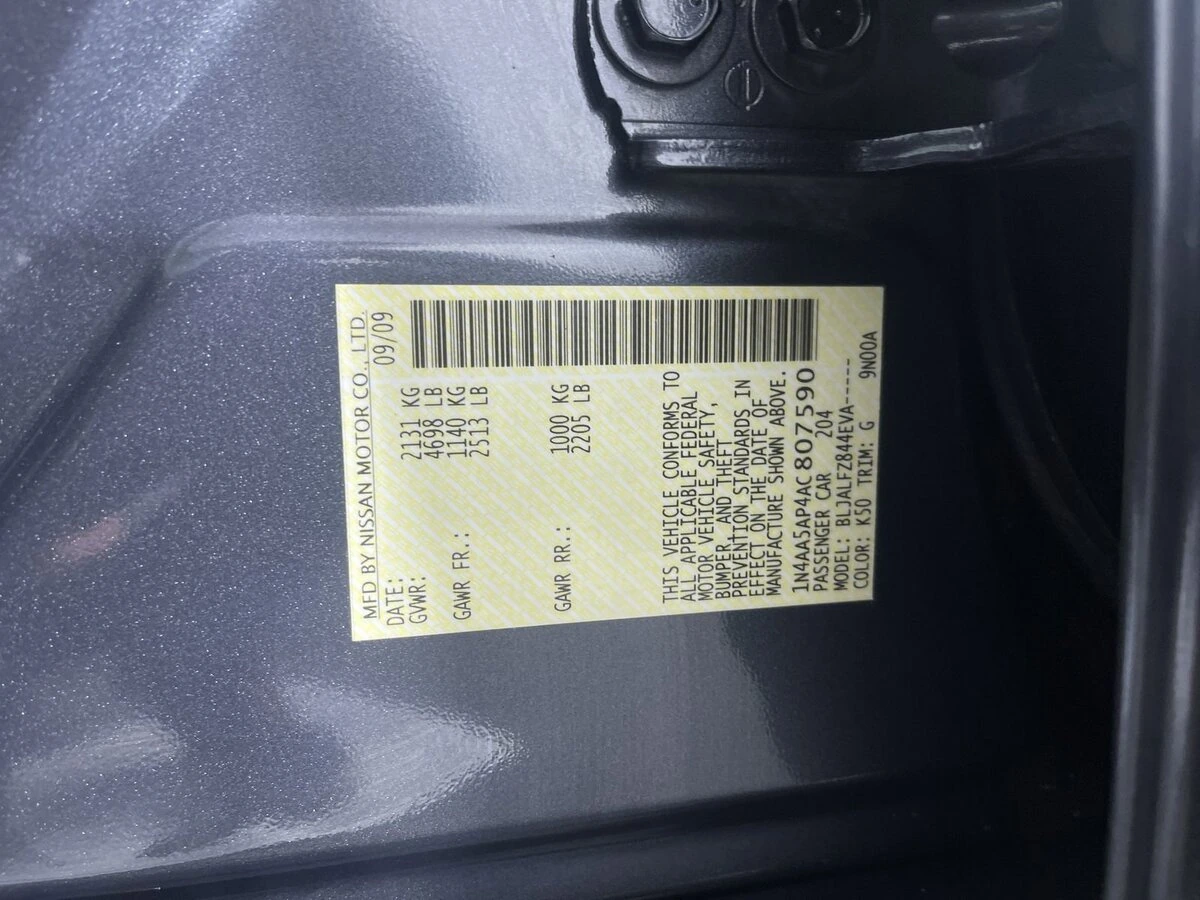 MFD BY NISSAN MOTOR CO., LTD.
DATE: 09/09
GVWR: 2131 KG
4698 LB
GAWR FR.: 1140 KG
2513 LB
GAWR RR.: 1000 KG
2205 LB
THIS VEHICLE CONFORMS TO
ALL APPLICABLE FEDERAL
MOTOR VEHICLE SAFETY,
BUMPER, AND THEFT
PREVENTION STANDARDS IN
EFFECT ON THE DATE OF
MANUFACTURE SHOWN ABOVE.
1N4AA5AP4AC807590
PASSENGER CAR 204
MODEL: BLJALFZ844EVA-----
COLOR: K50 TRIM: G 9N00A